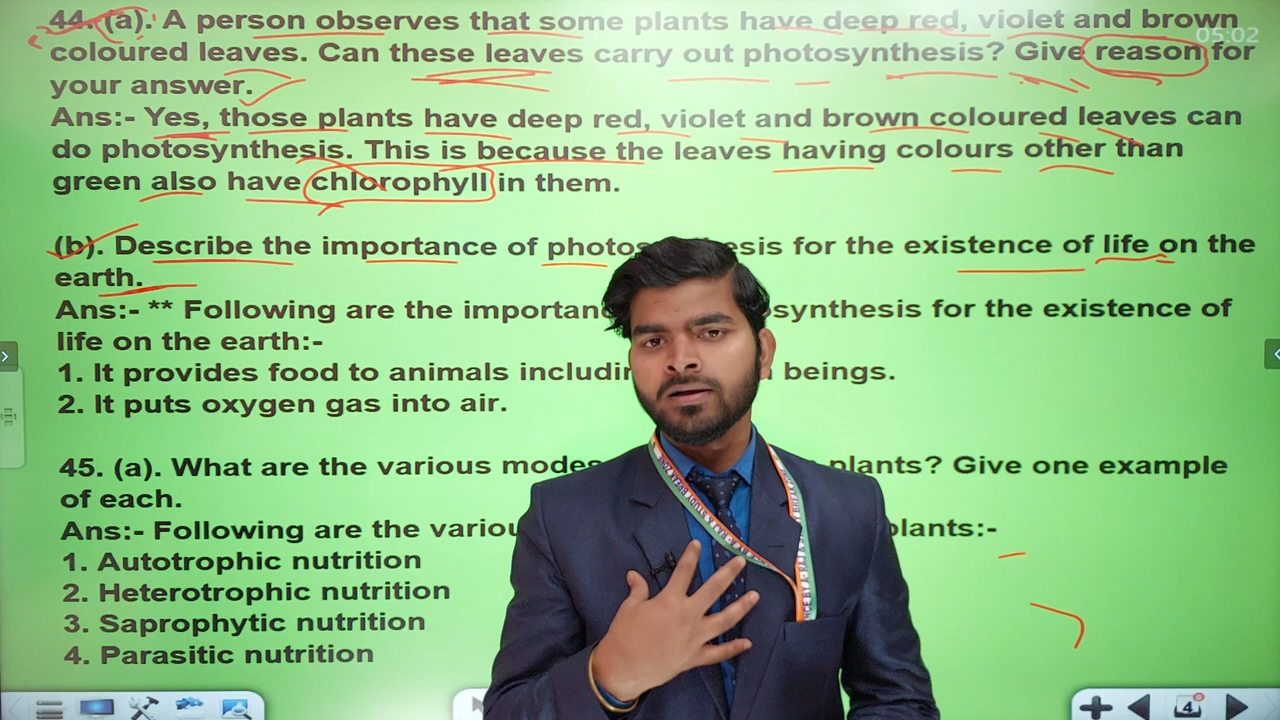 05:02
44. (a). A person observes that some plants have deep red, violet and brown
coloured leaves. Can these leaves carry out photosynthesis? Give reason for
your answer.
Ans:- Yes, those plants have deep red, violet and brown coloured leaves can
do photosynthesis. This is because the leaves having colours other than
green also have chlorophyll in them.
(b). Describe the importance of for the existence of life on the
earth.
Ans:- ** Following are the for the existence of
life on the earth:-
1. It provides food to animals beings.
2. It puts oxygen gas into air.
45. (a). What are the various modes plants? Give one example
of each.
Ans:- Following are the plants:-
1. Autotrophic nutrition
2. Heterotrophic nutrition
3. Saprophytic nutrition
4. Parasitic nutrition
4